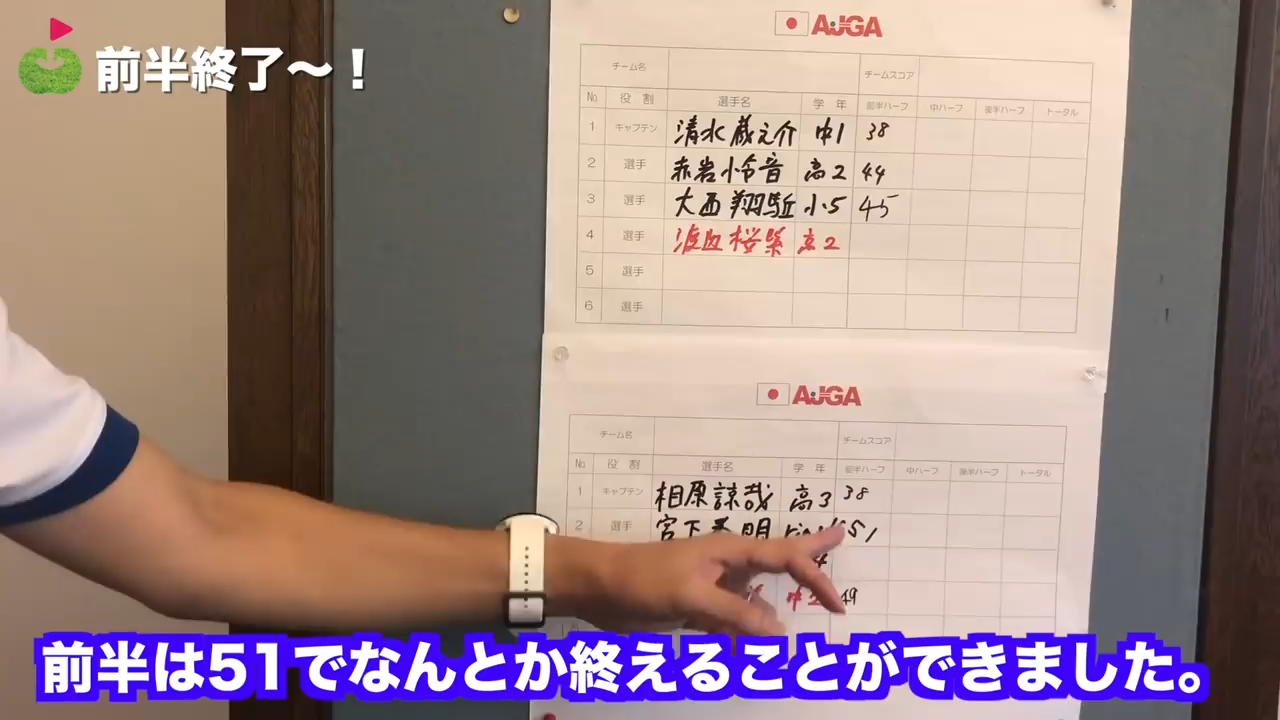 前半終了〜！
AJGA
チーム名 チームスコア
No 役 割 選手名 学 年 前半ハーフ 中ハーフ 後半ハーフ トータル
1 キャプテン 清水蔵之介 中1 38
2 選手 赤岩小怜音 高2 44
3 選手 大西翔 小5 45
4 選手 高2
5 選手
6 選手
AJGA
チーム名 チームスコア
No 役 割 選手名 学 年 前半ハーフ 中ハーフ 後半ハーフ トータル
1 キャプテン 相原諒哉 高3 38
2 選手 宮下 明 51
4
中2 49
前半は51でなんとか終えることができました。